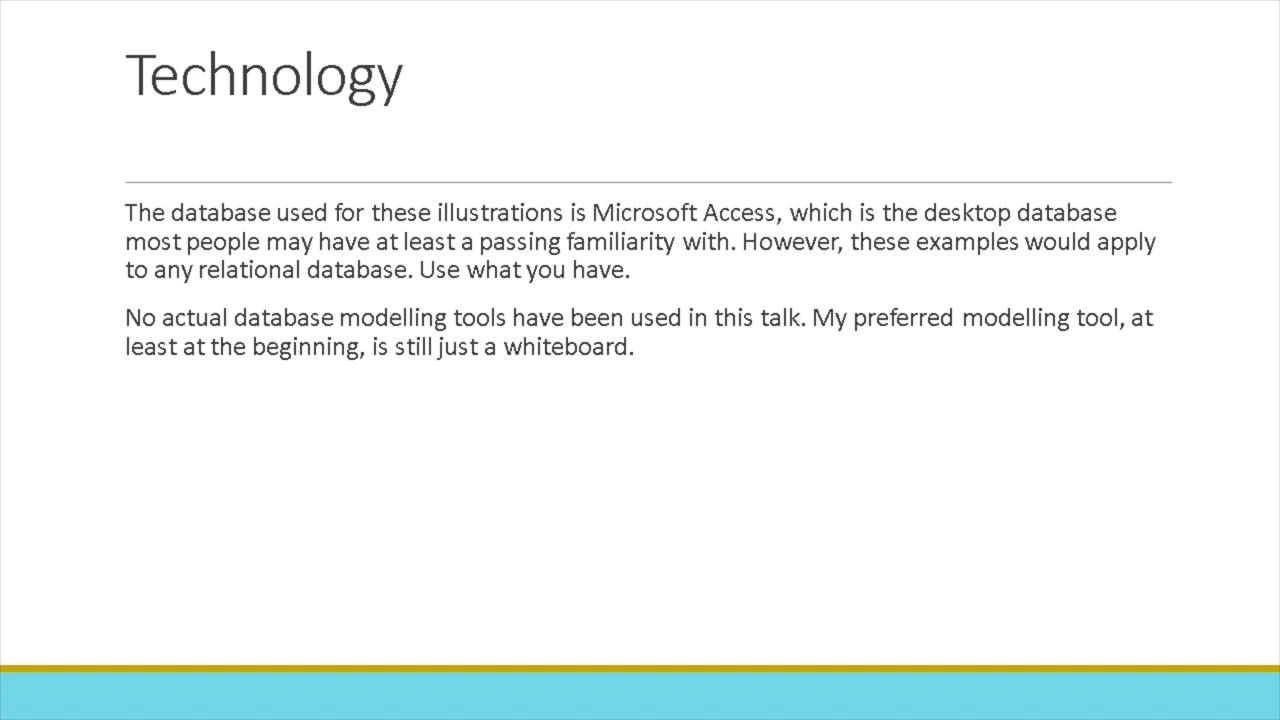 Technology
The database used for these illustrations is Microsoft Access, which is the desktop database
most people may have at least a passing familiarity with. However, these examples would apply
to any relational database. Use what you have.
No actual database modelling tools have been used in this talk. My preferred modelling tool, at
least at the beginning, is still just a whiteboard.